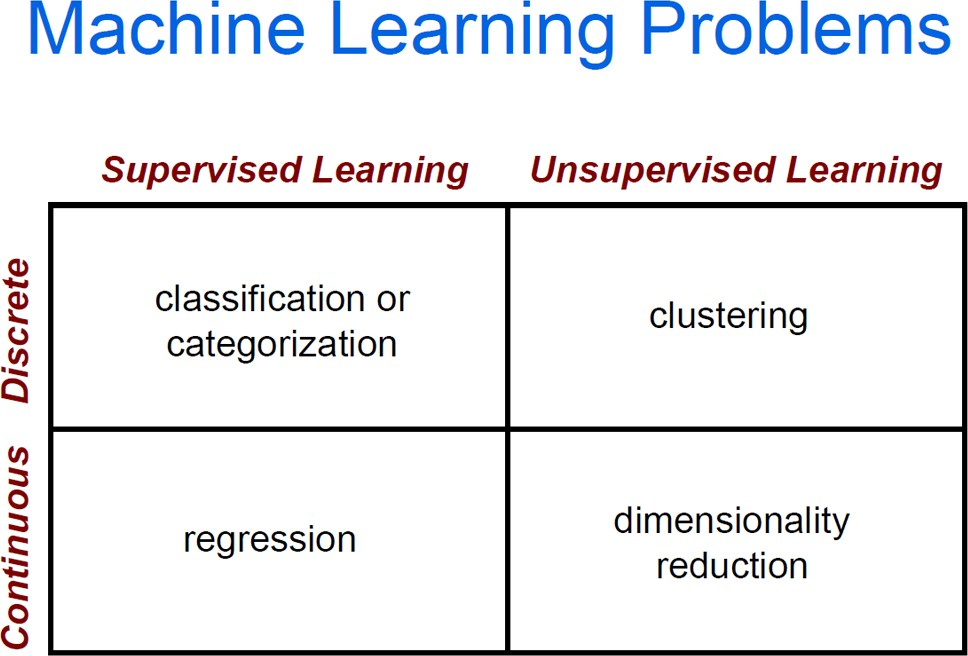 Machine Learning Problems
Supervised Learning
Unsupervised Learning
Discrete
classification or
categorization
clustering
Continuous
regression
dimensionality
reduction